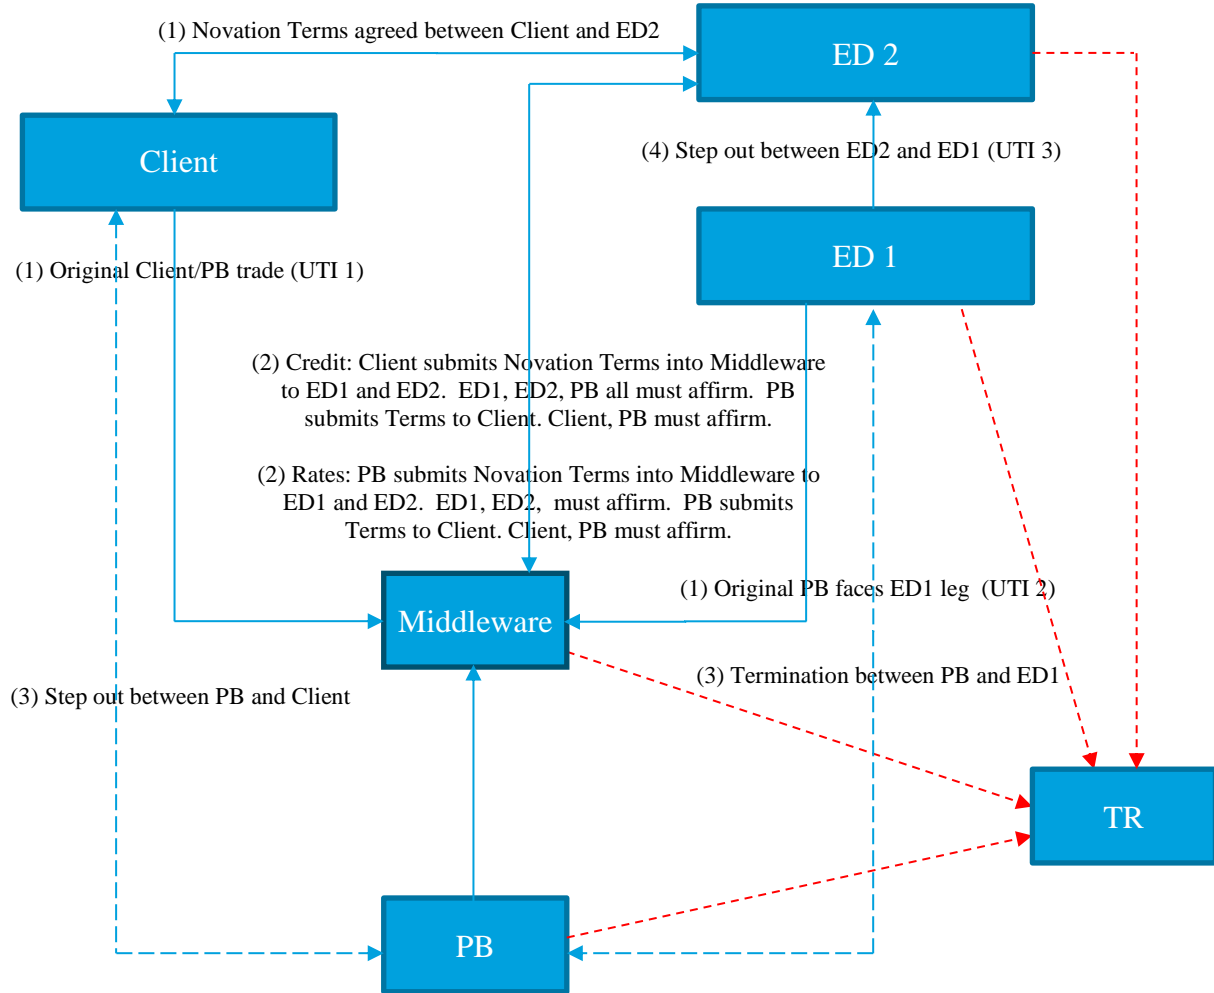 (1) Novation Terms agreed between Client and ED2
ED 2
Client
(4) Step out between ED2 and ED1 (UTI 3)
ED 1
(1) Original Client/PB trade (UTI 1)
(2) Credit: Client submits Novation Terms into Middleware
to ED1 and ED2. ED1, ED2, PB all must affirm. PB
submits Terms to Client. Client, PB must affirm.
(2) Rates: PB submits Novation Terms into Middleware to
ED1 and ED2. ED1, ED2, must affirm. PB submits
Terms to Client. Client, PB must affirm.
(1) Original PB faces ED1 leg (UTI 2)
Middleware
(3) Termination between PB and ED1
(3) Step out between PB and Client
TR
PB